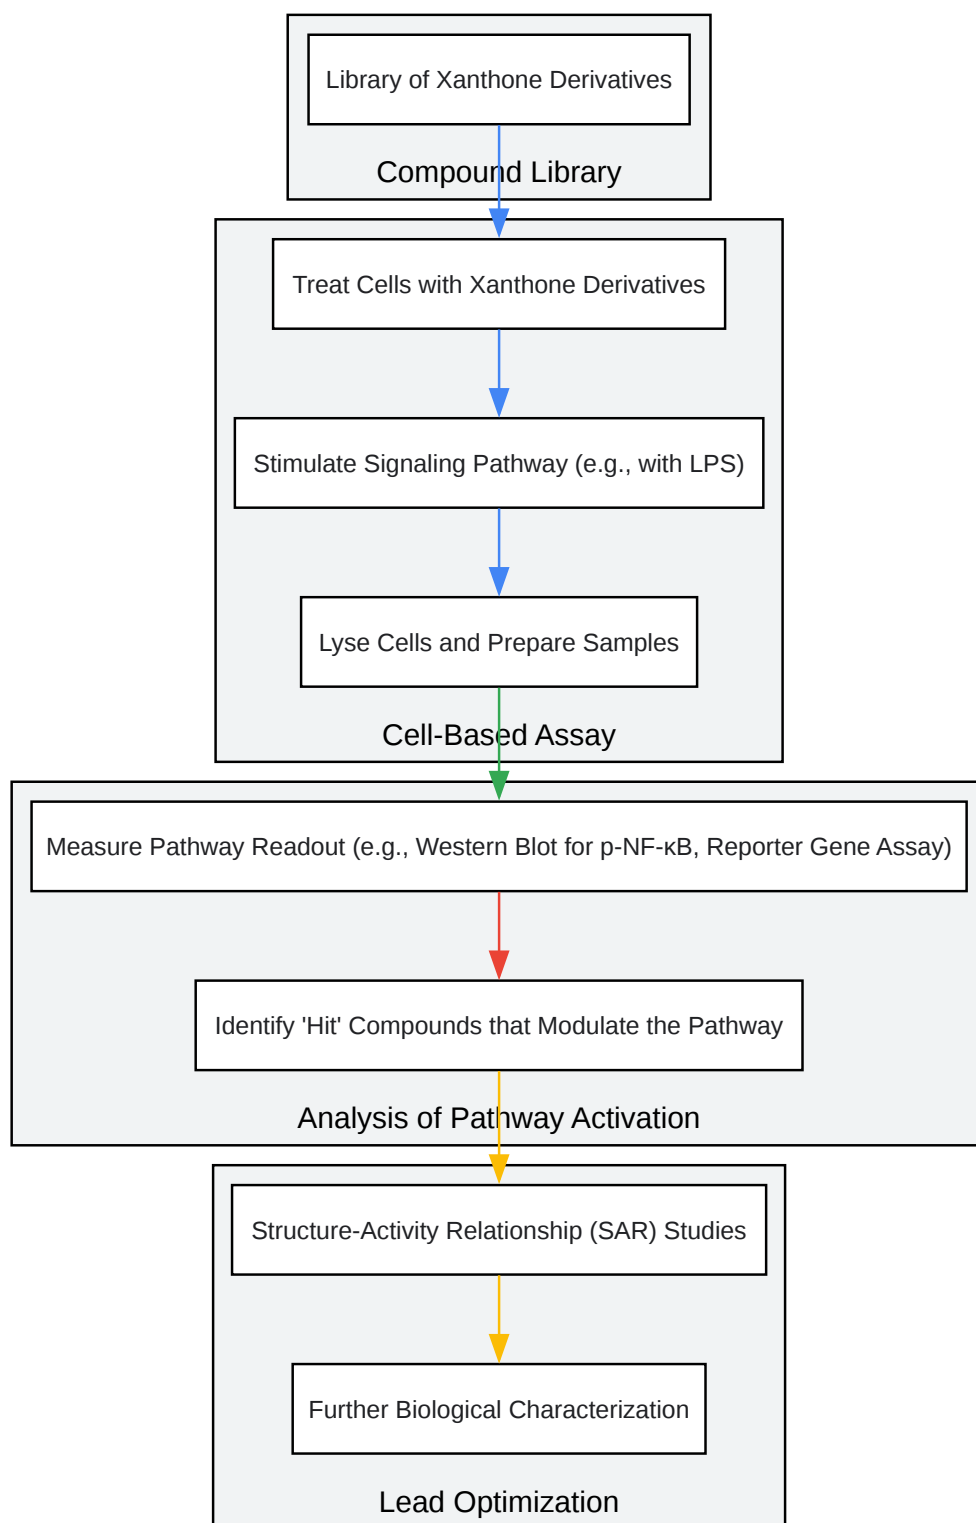 Library of Xanthone Derivatives
Compound Library
Treat Cells with Xanthone Derivatives
Stimulate Signaling Pathway (e.g., with LPS)
Lyse Cells and Prepare Samples
Cell-Based Assay
Measure Pathway Readout (e.g., Western Blot for p-NF-κB, Reporter Gene Assay)
Identify 'Hit' Compounds that Modulate the Pathway
Analysis of Pathway Activation
Structure-Activity Relationship (SAR) Studies
Further Biological Characterization
Lead Optimization